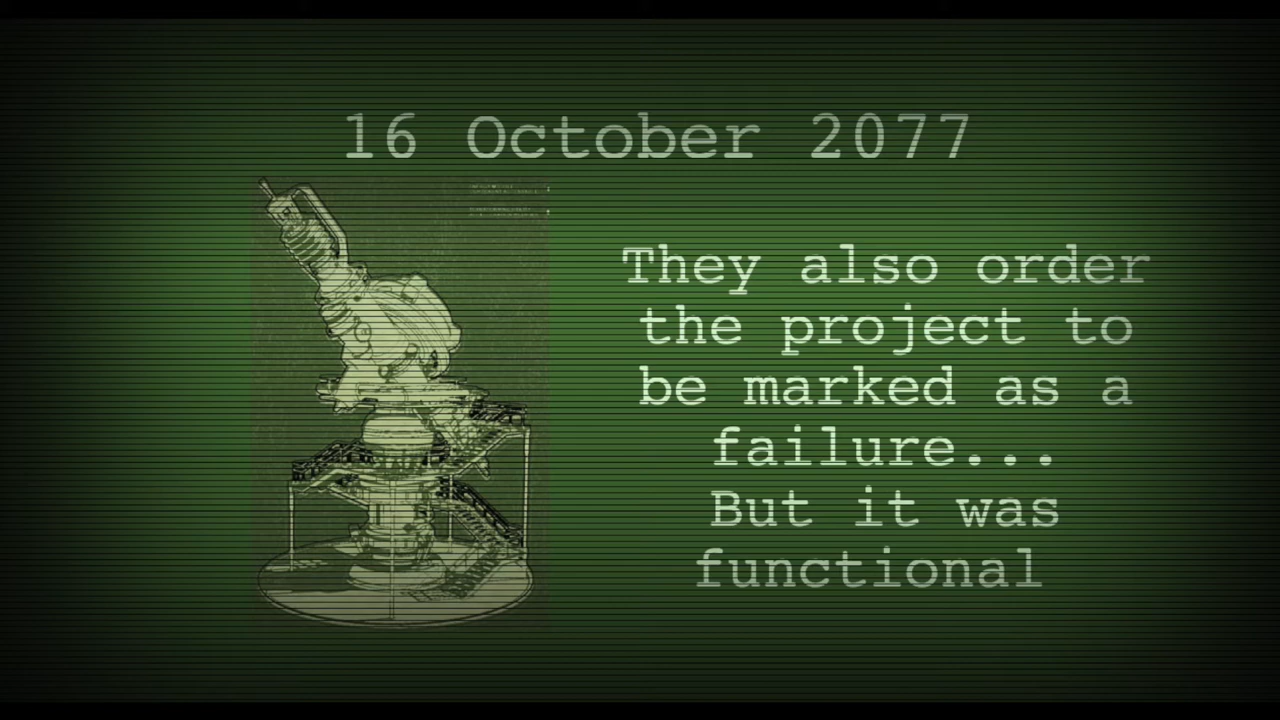 16 October 2077
They also order
the project to
be marked as a
failure...
But it was
functional